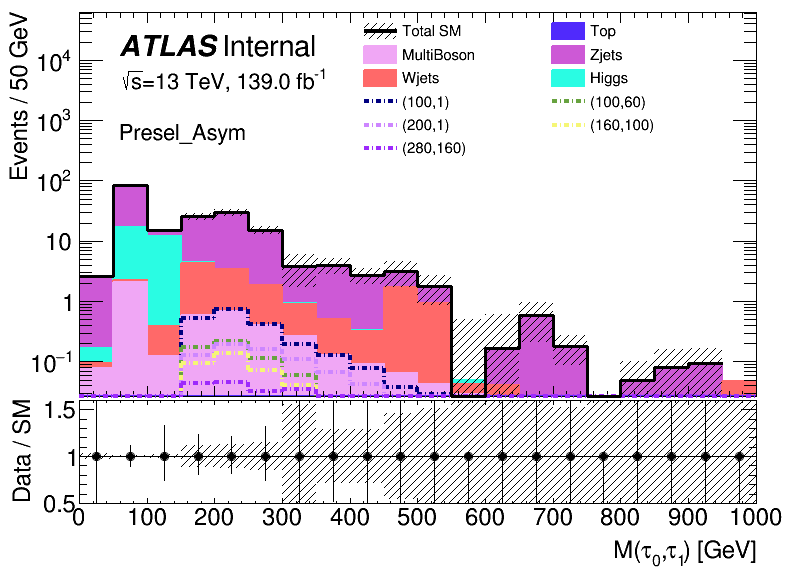 Events / 50 GeV
10⁴
10³
10²
10
1
10⁻¹
ATLAS Internal
√s=13 TeV, 139.0 fb⁻¹
Presel_Asym
Total SM
MultiBoson
Wjets
(100,1)
(200,1)
(280,160)
Top
Zjets
Higgs
(100,60)
(160,100)
Data / SM
1.5
1
0.5
0 100 200 300 400 500 600 700 800 900 1000
M(τ₀,τ₁) [GeV]